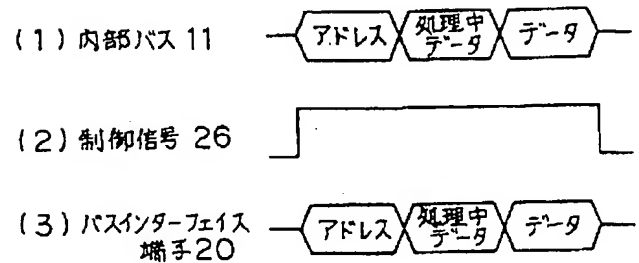 (1) 内部バス 11
アドレス
処理中
データ
データ
(2) 制御信号 26
(3) バスインターフェイス
端子20
アドレス
処理中
データ
データ